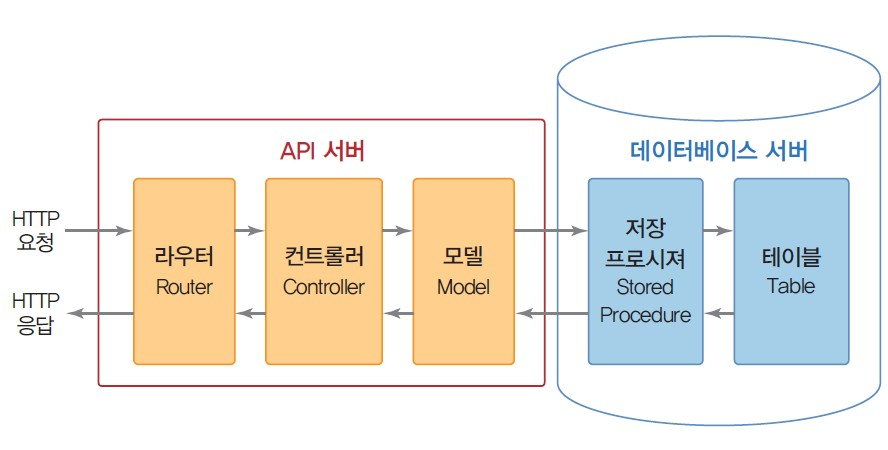 API 서버
데이터베이스 서버
HTTP
요청
라우터
Router
컨트롤러
Controller
모델
Model
저장
프로시져
Stored
Procedure
테이블
Table
HTTP
응답